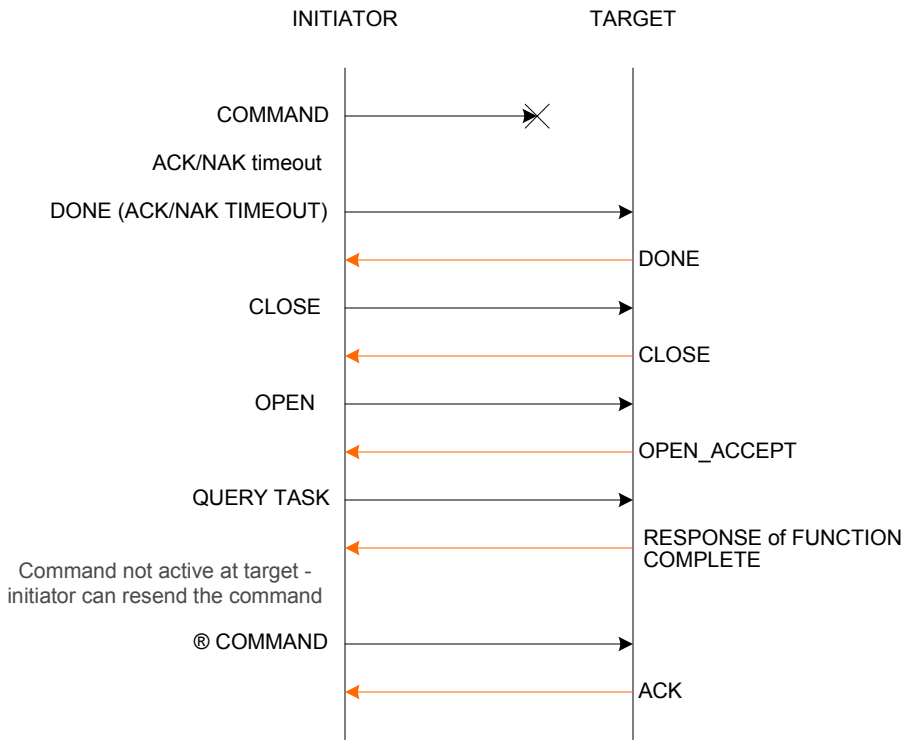 INITIATOR
TARGET
COMMAND
ACK/NAK timeout
DONE (ACK/NAK TIMEOUT)
DONE
CLOSE
CLOSE
OPEN
OPEN_ACCEPT
QUERY TASK
RESPONSE of FUNCTION
COMPLETE
Command not active at target -
initiator can resend the command
® COMMAND
ACK